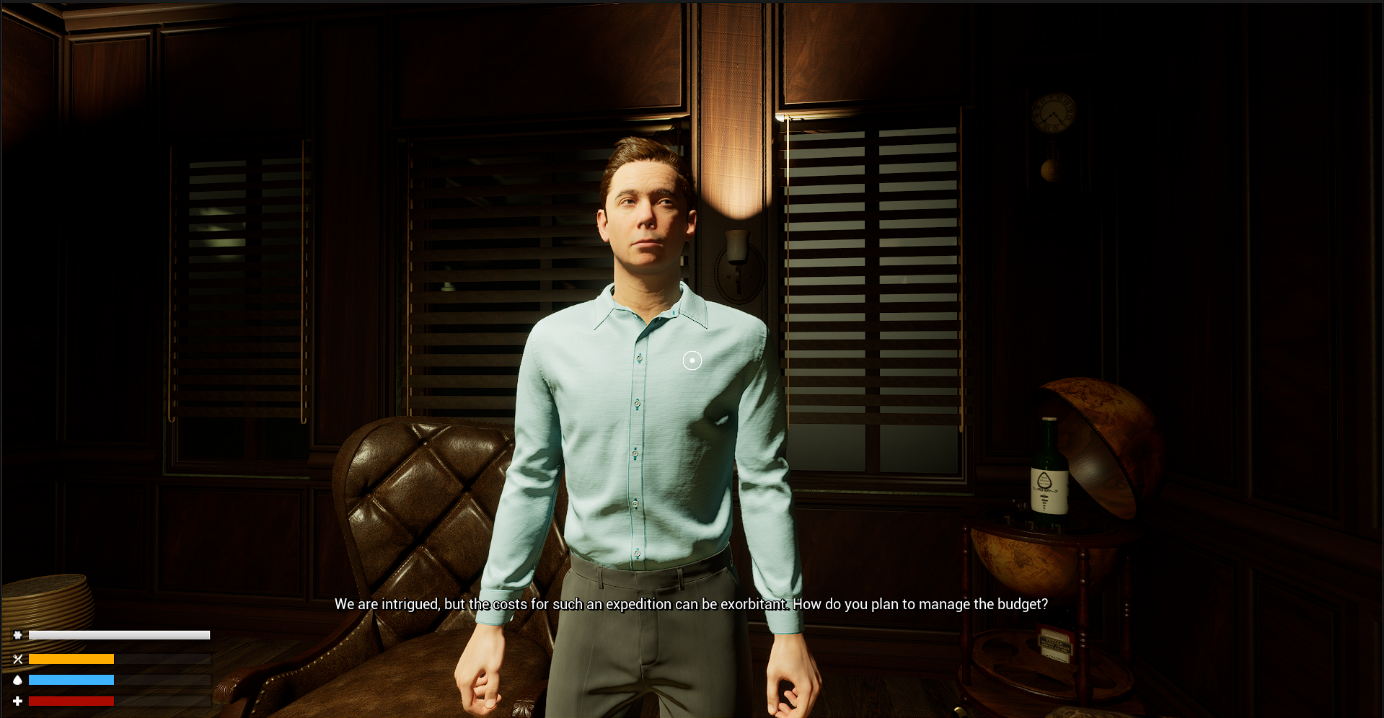 We are intrigued, but the costs for such an expedition can be exorbitant. How do you plan to manage the budget?